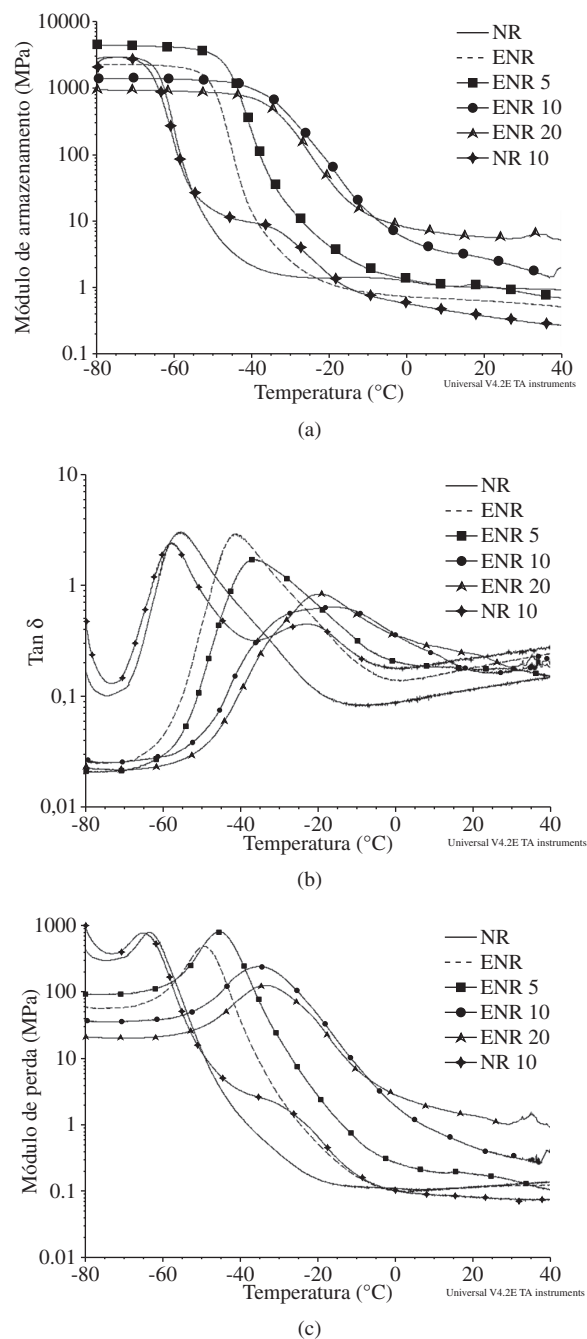 10000
1000
100
10
1
0.1
Módulo de armazenamento (MPa)
NR
ENR
ENR 5
ENR 10
ENR 20
NR 10
-80 -60 -40 -20 0 20 40
Temperatura (°C)
Universal V4.2E TA instruments
(a)
10
1
0,1
0,01
Tan δ
NR
ENR
ENR 5
ENR 10
ENR 20
NR 10
-80 -60 -40 -20 0 20 40
Temperatura (°C)
Universal V4.2E TA instruments
(b)
1000
100
10
1
0.1
0.01
Módulo de perda (MPa)
NR
ENR
ENR 5
ENR 10
ENR 20
NR 10
-80 -60 -40 -20 0 20 40
Temperatura (°C)
Universal V4.2E TA instruments
(c)